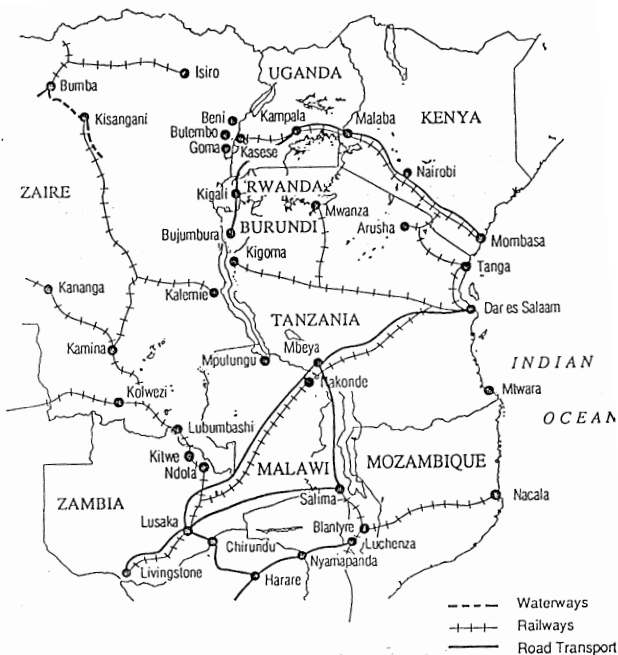 Isiro
UGANDA
Bumba
Beni
Kampala
Malaba
KENYA
Kisangani
Butembo
Goma
Kasese
ZAIRE
RWANDA
Nairobi
Kigali
Mwanza
Arusha
Bujumbura
BURUNDI
Mombasa
Kigoma
Tanga
Kananga
Kalemie
Dar es Salaam
TANZANIA
Kamina
Mbeya
Mpulungu
INDIAN
Nakonde
Mtwara
Kolwezi
OCEAN
Lubumbashi
Kitwe
MALAWI
MOZAMBIQUE
Ndola
ZAMBIA
Salima
Nacala
Lusaka
Blantyre
Chirundu
Luchenza
Livingstone
Nyamapanda
Harare
Waterways
Railways
Road Transport